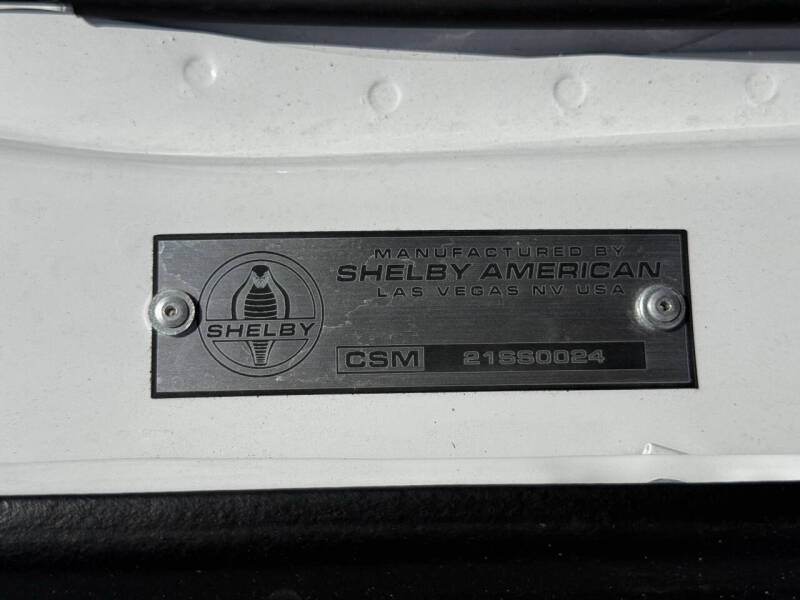 MANUFACTURED BY
SHELBY AMERICAN
LAS VEGAS NV USA
SHELBY
CSM 21SS0024